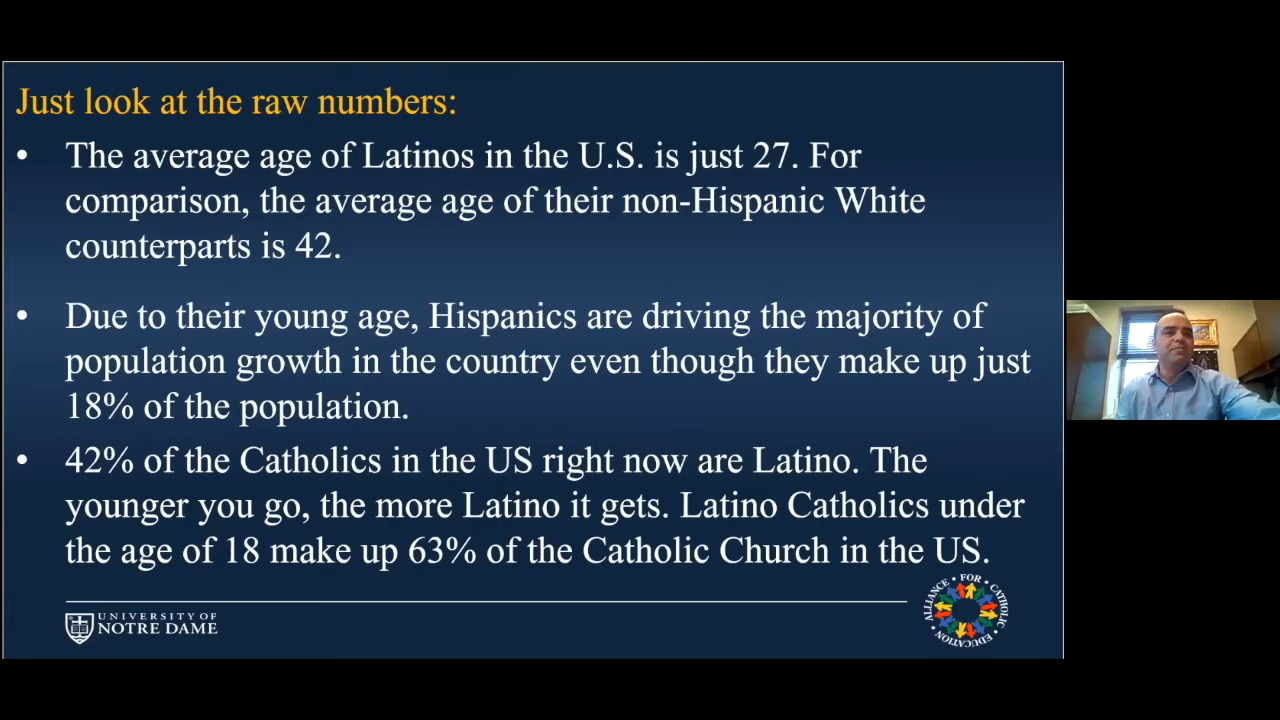 Just look at the raw numbers:
• The average age of Latinos in the U.S. is just 27. For
comparison, the average age of their non-Hispanic White
counterparts is 42.
• Due to their young age, Hispanics are driving the majority of
population growth in the country even though they make up just
18% of the population.
• 42% of the Catholics in the US right now are Latino. The
younger you go, the more Latino it gets. Latino Catholics under
the age of 18 make up 63% of the Catholic Church in the US.
UNIVERSITY OF
NOTRE DAME
ALLIANCE • FOR • CATHOLIC • EDUCATION •